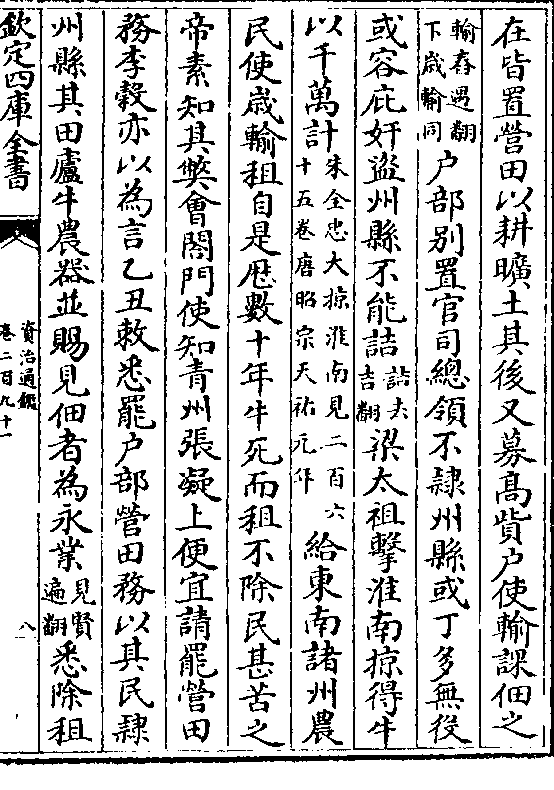 在皆置營田以耕曠土其後又募髙貲户使輸課佃之
輸舂遇翻
下歳輸同
户部别置官司總領不隷州縣或丁多無役
或容庇奸盜州縣不能詰
詰去
吉翻
梁太祖擊淮南掠得牛
以千萬計
朱全忠大掠淮南見二百六
十五卷唐昭宗天祐元年
給東南諸州農
民使歳輸租自是厯數十年牛死而租不除民甚苦之
帝素知其弊會閤門使知青州張凝上便宜請罷營田
務李穀亦以為言乙丑敕悉罷户部營田務以其民隷
州縣其田廬牛農器並賜見佃者為永業
見賢
遍翻
悉除租
欽定四庫全書
資治通鑑
卷二百九十一
八